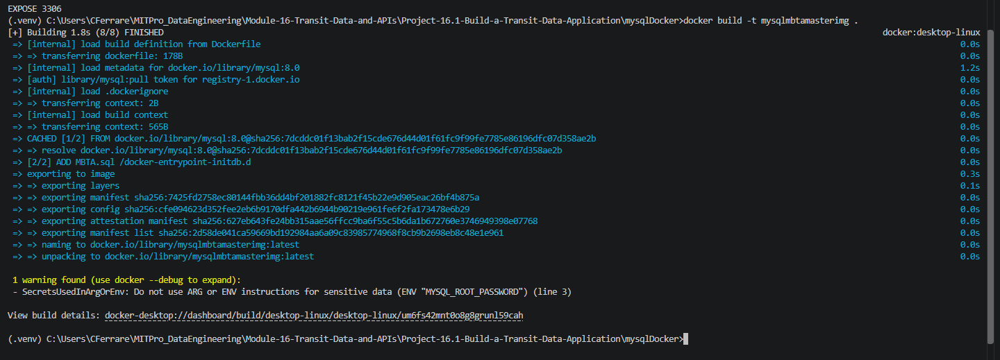 EXPOSE 3306
(.venv) C:\Users\CFerrare\MITPro_DataEngineering\Module-16-Transit-Data-and-APIs\Project-16.1-Build-a-Transit-Data-Application\mysqlDocker>docker build -t mysqlmbtamasterimg .
[+] Building 1.8s (8/8) FINISHED docker:desktop-linux
=> [internal] load build definition from Dockerfile 0.0s
=> => transferring dockerfile: 178B 0.0s
=> [internal] load metadata for docker.io/library/mysql:8.0 1.2s
=> [auth] library/mysql:pull token for registry-1.docker.io 0.0s
=> [internal] load .dockerignore 0.0s
=> => transferring context: 2B 0.0s
=> [internal] load build context 0.0s
=> => transferring context: 565B 0.0s
=> CACHED [1/2] FROM docker.io/library/mysql:8.0@sha256:7dcddc01f13bab2f15cde676d44d01f61fc9f99fe7785e86196dfc07d358ae2b 0.0s
=> => resolve docker.io/library/mysql:8.0@sha256:7dcddc01f13bab2f15cde676d44d01f61fc9f99fe7785e86196dfc07d358ae2b 0.0s
=> [2/2] ADD MBTA.sql /docker-entrypoint-initdb.d 0.0s
=> exporting to image 0.3s
=> => exporting layers 0.1s
=> => exporting manifest sha256:7425fd2758ec80144fbb36dd4bf201882fc8121f45b22e9d905eac26bf4b875a 0.0s
=> => exporting config sha256:cfe094623d352fee2eb6b9170dfa442b6944b90219e961fe6f2fa173478e6b29 0.0s
=> => exporting attestation manifest sha256:627eb643fe24bb315aae56ffcc9ba6f55c5b6da1b672760e3746949398e07768 0.0s
=> => exporting manifest list sha256:2d58de041ca59669bd192984aa6a09c83985774968f8cb9b2698eb8c48e1e961 0.0s
=> => naming to docker.io/library/mysqlmbtamasterimg:latest 0.0s
=> => unpacking to docker.io/library/mysqlmbtamasterimg:latest 0.0s
1 warning found (use docker --debug to expand):
- SecretsUsedInArgOrEnv: Do not use ARG or ENV instructions for sensitive data (ENV "MYSQL_ROOT_PASSWORD") (line 3)
View build details: docker-desktop://dashboard/build/desktop-linux/desktop-linux/um6fs42mnt0o8g8grunl59cah
(.venv) C:\Users\CFerrare\MITPro_DataEngineering\Module-16-Transit-Data-and-APIs\Project-16.1-Build-a-Transit-Data-Application\mysqlDocker>